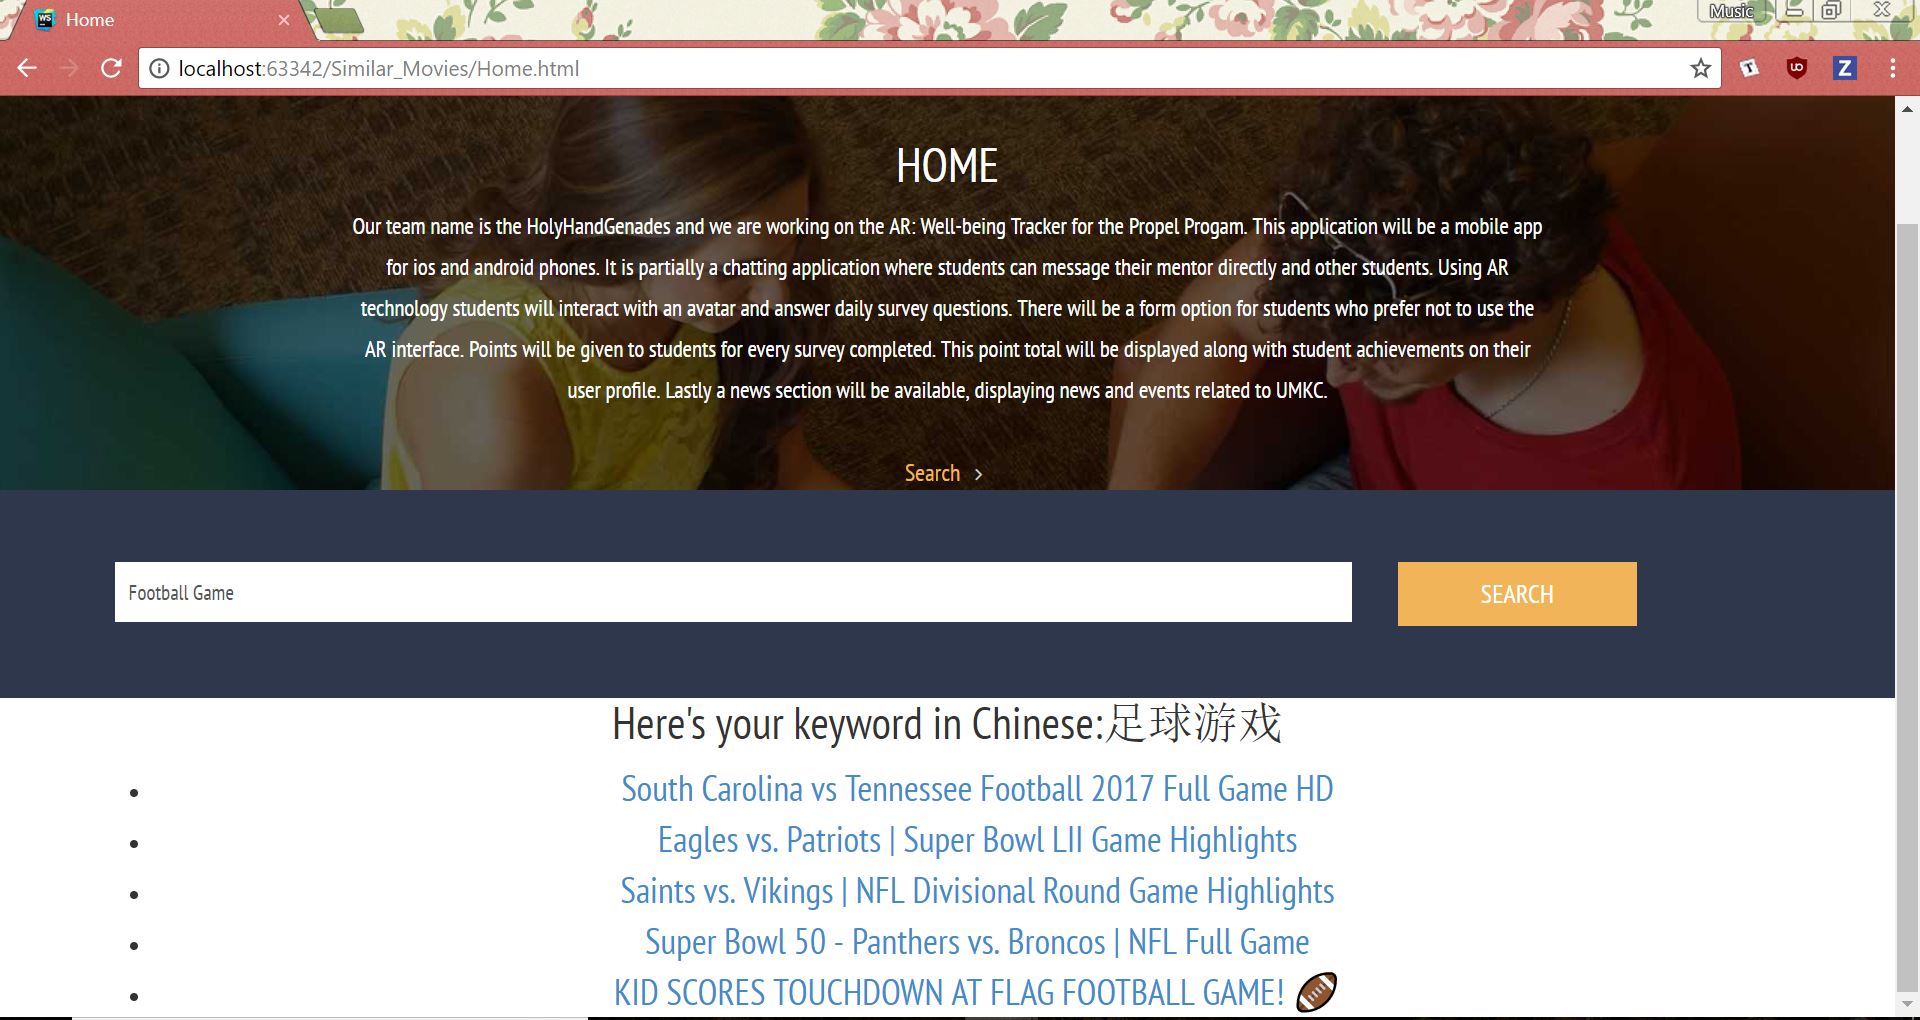 Home
Music
localhost:63342/Similar_Movies/Home.html
HOME
Our team name is the HolyHandGenades and we are working on the AR: Well-being Tracker for the Propel Progam. This application will be a mobile app
for ios and android phones. It is partially a chatting application where students can message their mentor directly and other students. Using AR
technology students will interact with an avatar and answer daily survey questions. There will be a form option for students who prefer not to use the
AR interface. Points will be given to students for every survey completed. This point total will be displayed along with student achievements on their
user profile. Lastly a news section will be available, displaying news and events related to UMKC.
Search
Football Game
SEARCH
Here's your keyword in Chinese:足球游戏
South Carolina vs Tennessee Football 2017 Full Game HD
Eagles vs. Patriots | Super Bowl LII Game Highlights
Saints vs. Vikings | NFL Divisional Round Game Highlights
Super Bowl 50 - Panthers vs. Broncos | NFL Full Game
KID SCORES TOUCHDOWN AT FLAG FOOTBALL GAME! 🏈